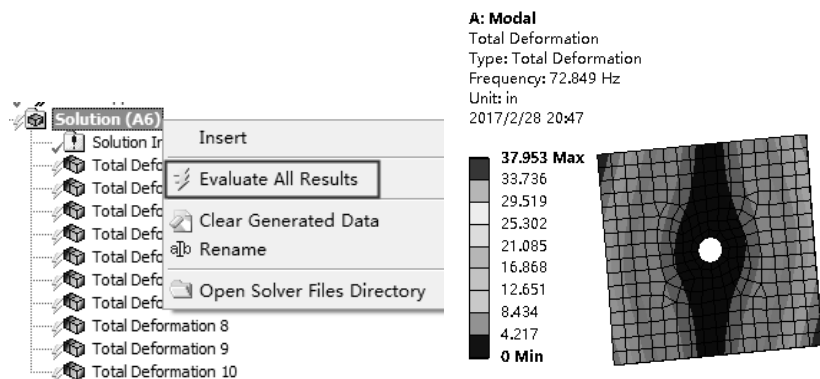 Solution (A6)
Solution In
Total Defo
Total Defo
Total Defo
Total Defo
Total Defo
Total Defo
Total Defo
Total Deformation 8
Total Deformation 9
Total Deformation 10
Insert
Evaluate All Results
Clear Generated Data
Rename
Open Solver Files Directory
A: Modal
Total Deformation
Type: Total Deformation
Frequency: 72.849 Hz
Unit: in
2017/2/28 20:47
37.953 Max
33.736
29.519
25.302
21.085
16.868
12.651
8.434
4.217
0 Min